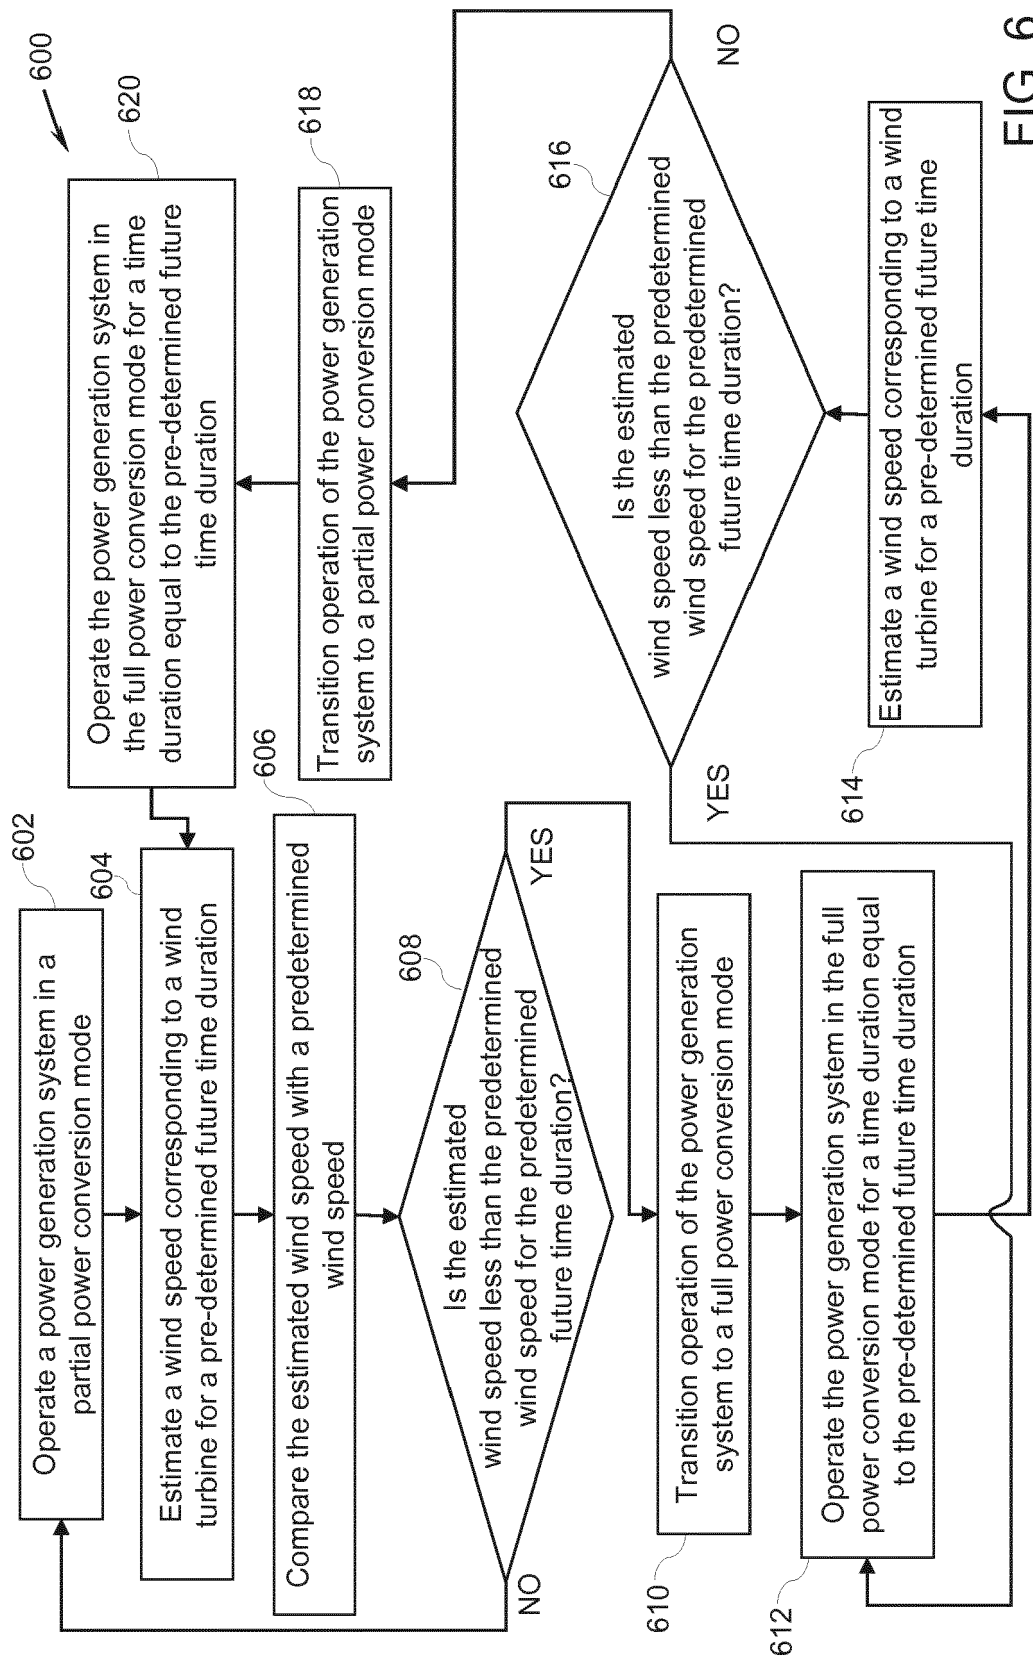 600
602
Operate a power generation system in a
partial power conversion mode
604
Estimate a wind speed corresponding to a wind
turbine for a pre-determined future time duration
606
Compare the estimated wind speed with a predetermined
wind speed
608
Is the estimated
wind speed less than the predetermined
wind speed for the predetermined
future time duration?
NO
YES
610
Transition operation of the power generation
system to a full power conversion mode
612
Operate the power generation system in the full
power conversion mode for a time duration equal
to the pre-determined future time duration
614
Estimate a wind speed corresponding to a wind
turbine for a pre-determined future time
duration
616
Is the estimated
wind speed less than the predetermined
wind speed for the predetermined
future time duration?
YES
NO
618
Transition operation of the power generation
system to a partial power conversion mode
620
Operate the power generation system in
the full power conversion mode for a time
duration equal to the pre-determined future
time duration
FIG. 6